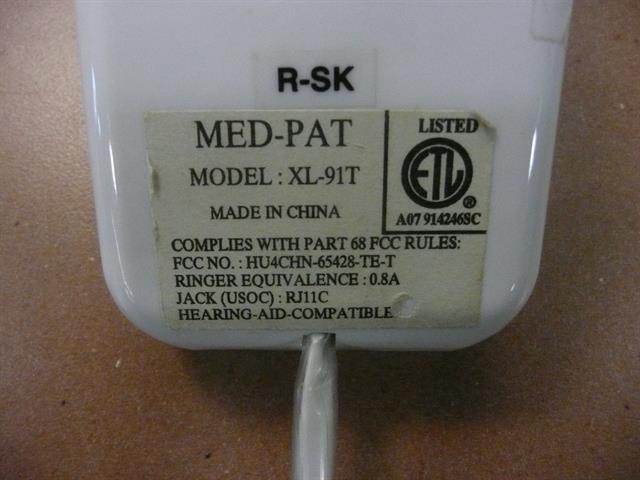 R-SK
MED-PAT
MODEL : XL-91T
MADE IN CHINA
LISTED
ETL
®
A07 914246SC
COMPLIES WITH PART 68 FCC RULES:
FCC NO. : HU4CHN-65428-TE-T
RINGER EQUIVALENCE : 0.8A
JACK (USOC) : RJ11C
HEARING-AID-COMPATIBLE